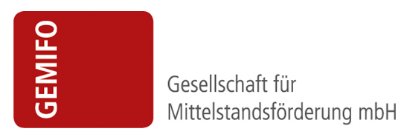 GEMIFO
Gesellschaft für
Mittelstandsförderung mbH